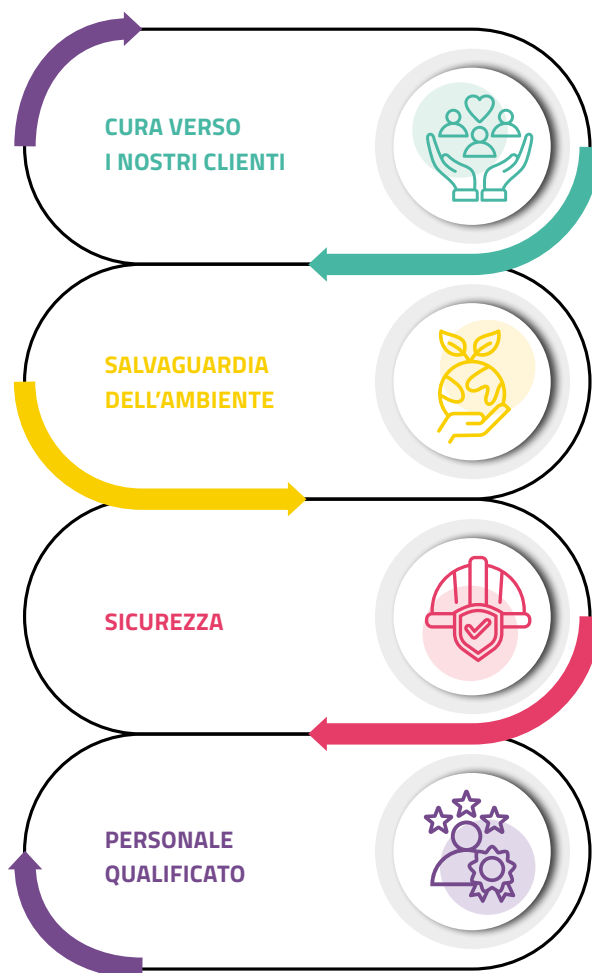 CURA VERSO
I NOSTRI CLIENTI
SALVAGUARDIA
DELL'AMBIENTE
SICUREZZA
PERSONALE
QUALIFICATO